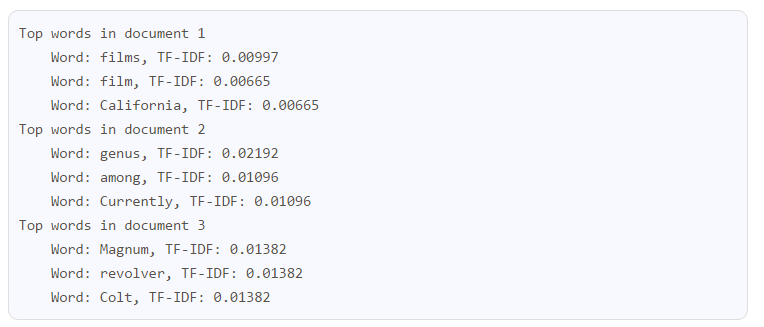 Top words in document 1
    Word: films, TF-IDF: 0.00997
    Word: film, TF-IDF: 0.00665
    Word: California, TF-IDF: 0.00665
Top words in document 2
    Word: genus, TF-IDF: 0.02192
    Word: among, TF-IDF: 0.01096
    Word: Currently, TF-IDF: 0.01096
Top words in document 3
    Word: Magnum, TF-IDF: 0.01382
    Word: revolver, TF-IDF: 0.01382
    Word: Colt, TF-IDF: 0.01382